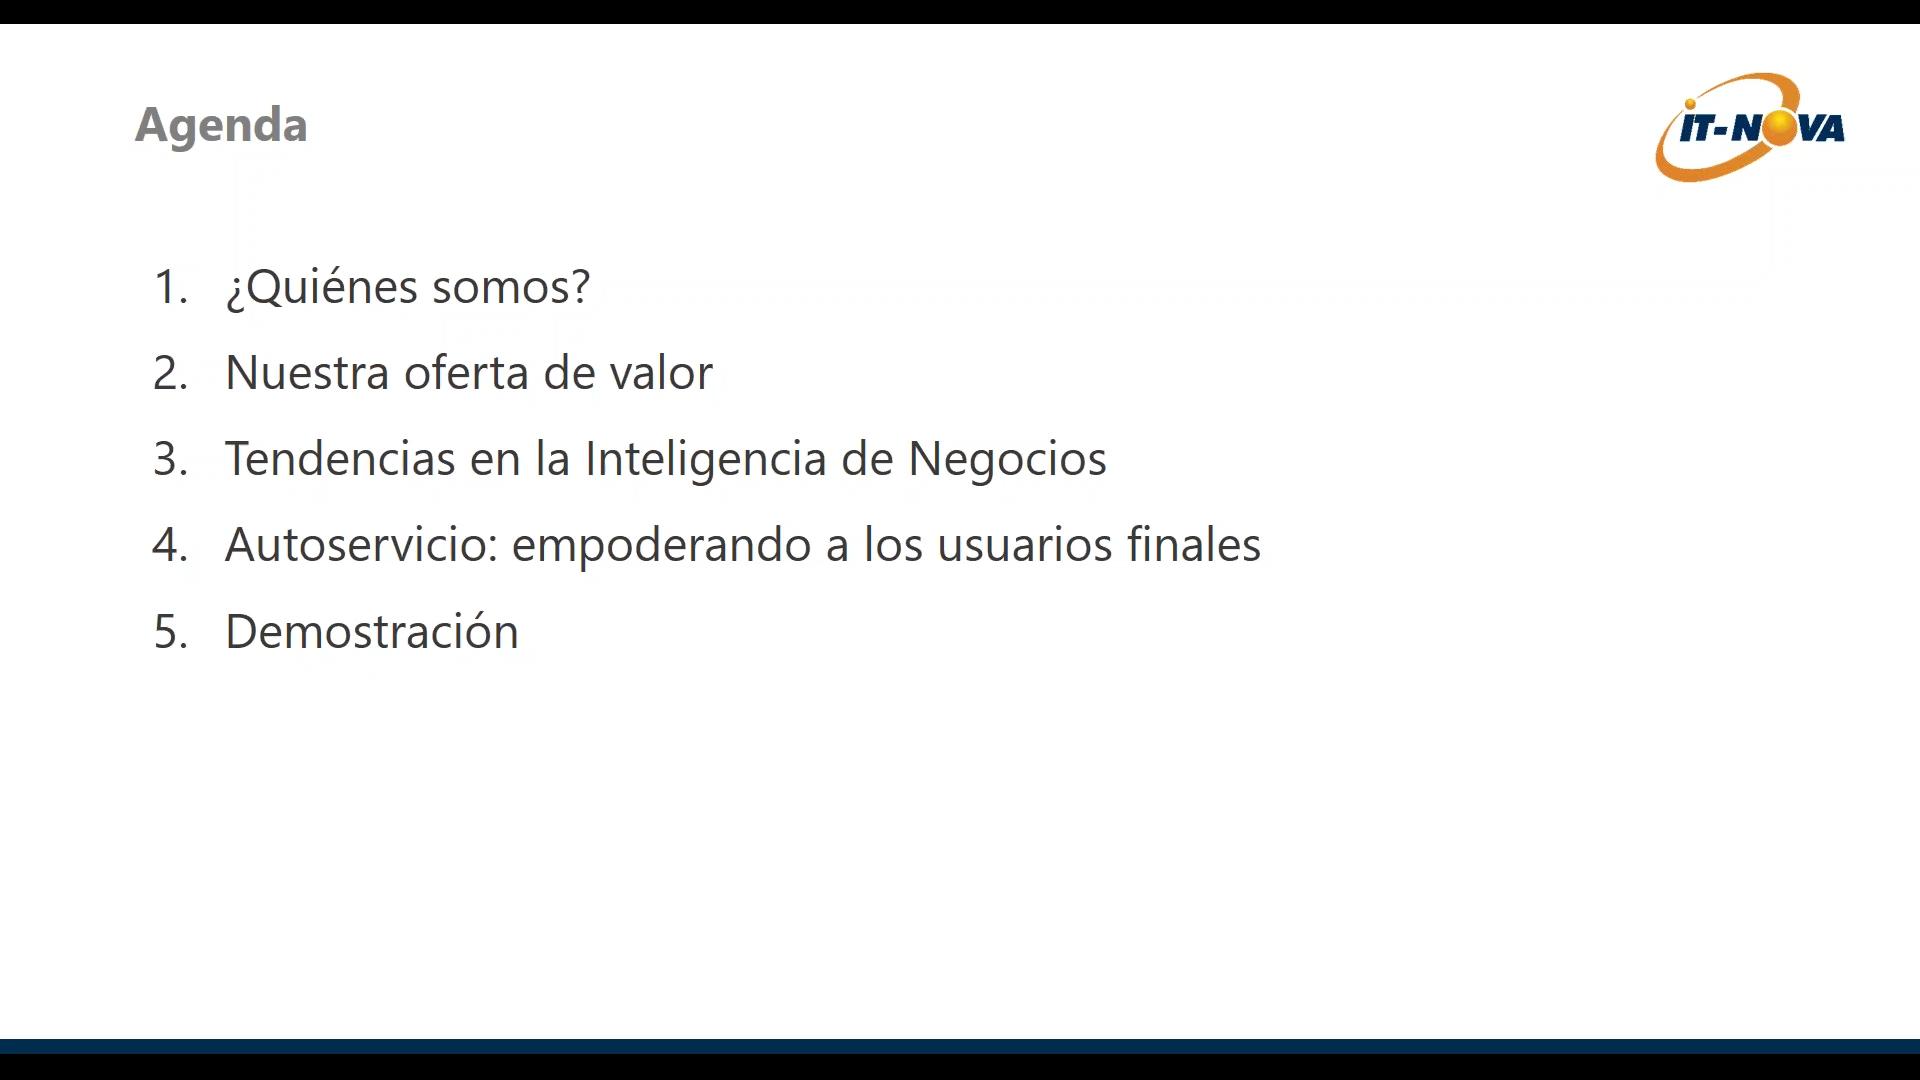 Agenda
IT-NOVA
1. ¿Quiénes somos?
2. Nuestra oferta de valor
3. Tendencias en la Inteligencia de Negocios
4. Autoservicio: empoderando a los usuarios finales
5. Demostración